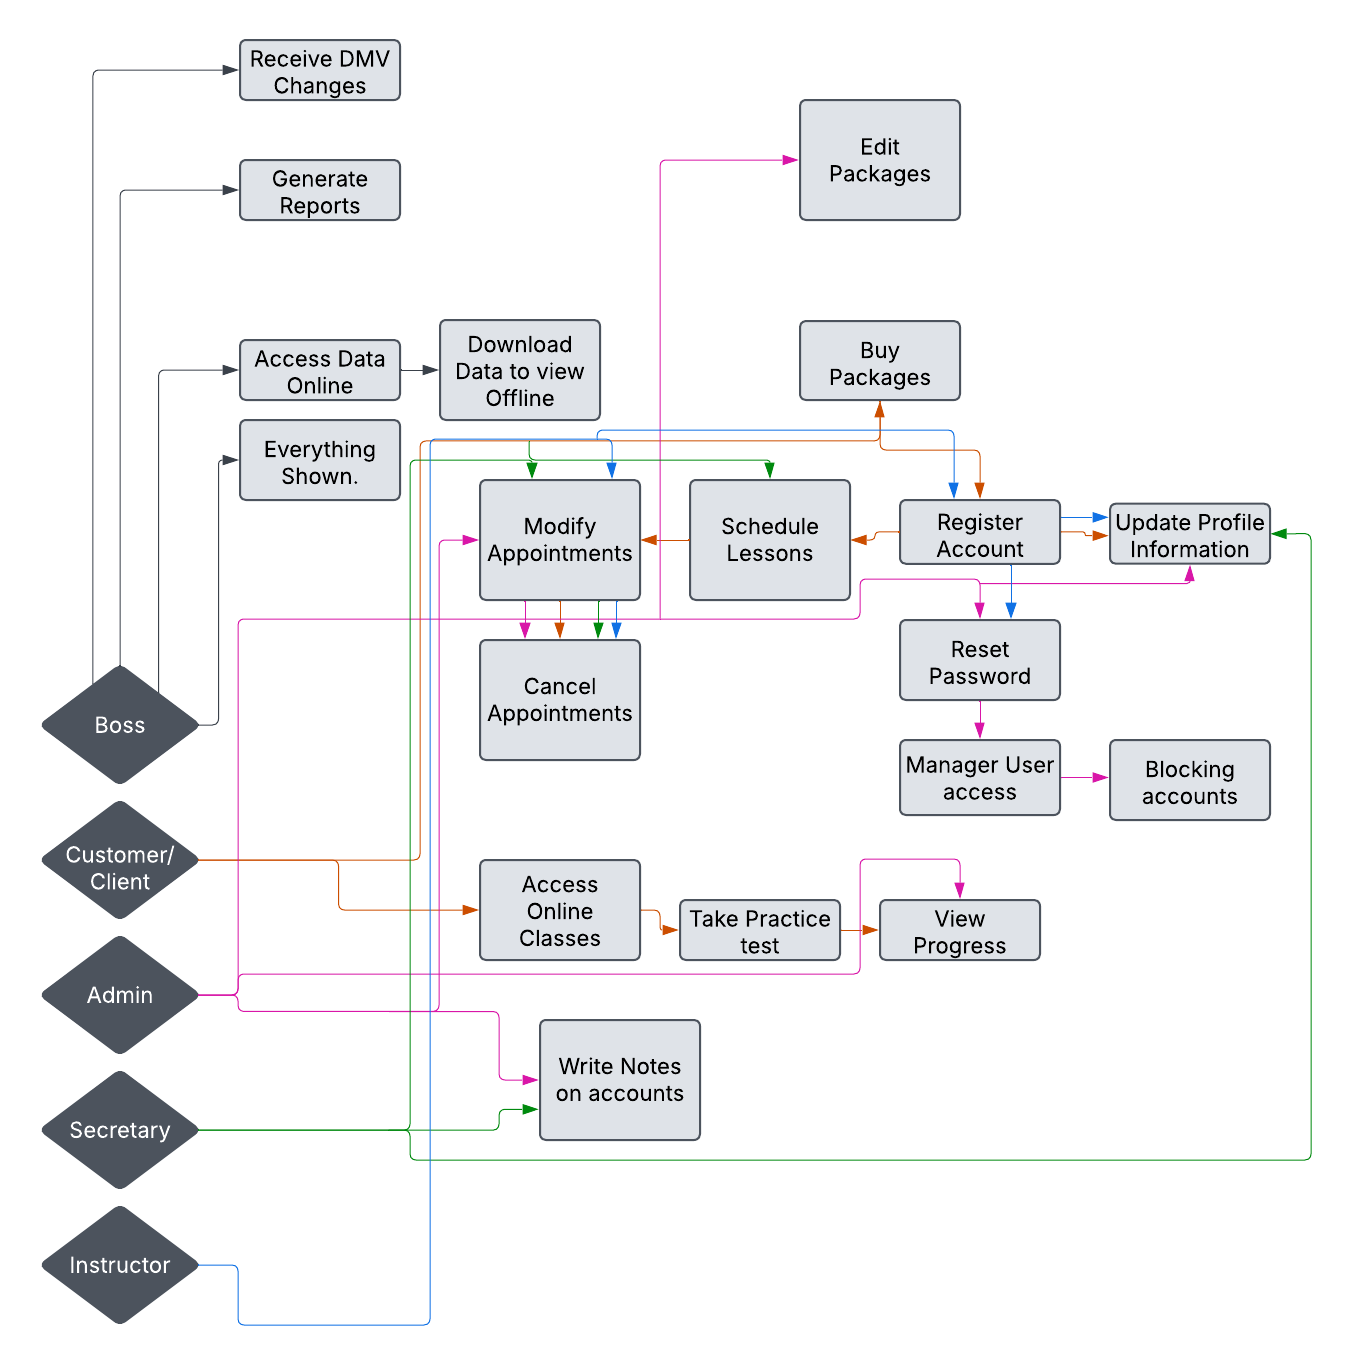 Receive DMV
Changes
Edit
Packages
Generate
Reports
Download
Data to view
Offline
Access Data
Online
Buy
Packages
Everything
Shown.
Modify
Appointments
Schedule
Lessons
Register
Account
Update Profile
Information
Reset
Password
Cancel
Appointments
Boss
Manager User
access
Blocking
accounts
Customer/
Client
Access
Online
Classes
Take Practice
test
View
Progress
Admin
Write Notes
on accounts
Secretary
Instructor